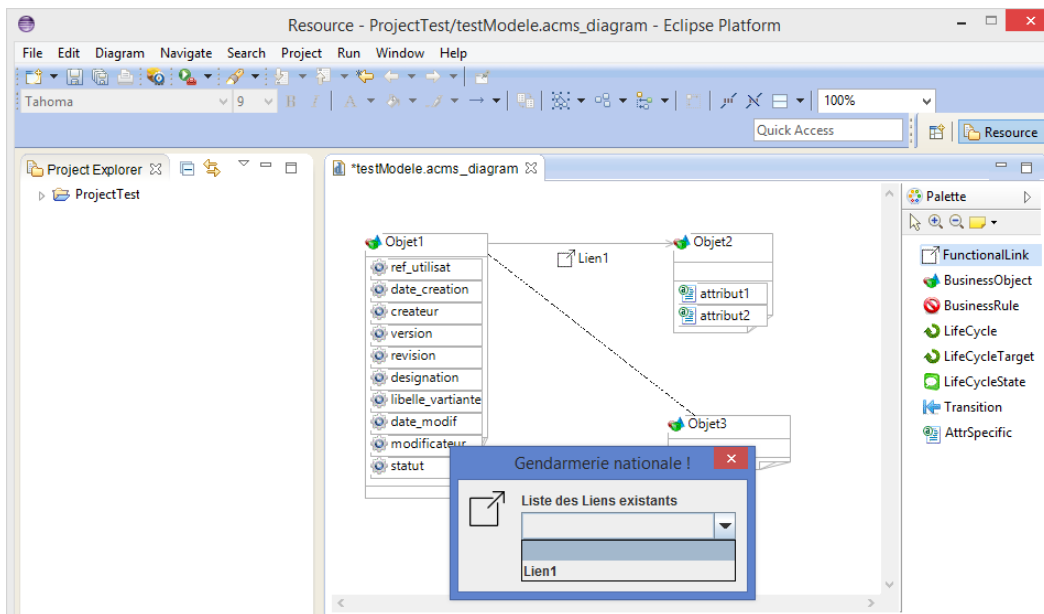 Resource - ProjectTest/testModele.acms_diagram - Eclipse Platform
File Edit Diagram Navigate Search Project Run Window Help
Tahoma 9 B I A 100%
Quick Access Resource
Project Explorer
*testModele.acms_diagram
ProjectTest
Palette
Objet1
ref_utilisat
date_creation
createur
version
revision
designation
libelle_vartiante
date_modif
modificateur
statut
Lien1
Objet2
attribut1
attribut2
Objet3
FunctionalLink
BusinessObject
BusinessRule
LifeCycle
LifeCycleTarget
LifeCycleState
Transition
AttrSpecific
Gendarmerie nationale !
Liste des Liens existants
Lien1